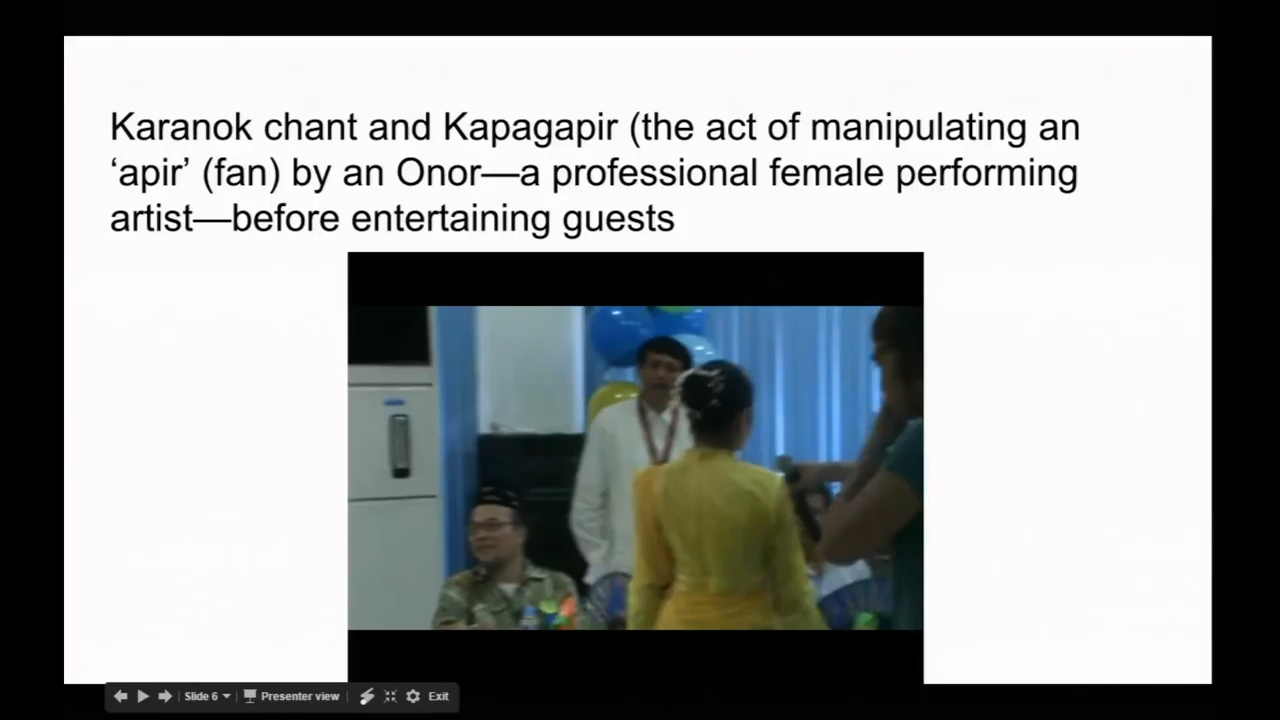 Karanok chant and Kapagapir (the act of manipulating an
‘apir’ (fan) by an Onor—a professional female performing
artist—before entertaining guests
Slide 6
Presenter view
Exit